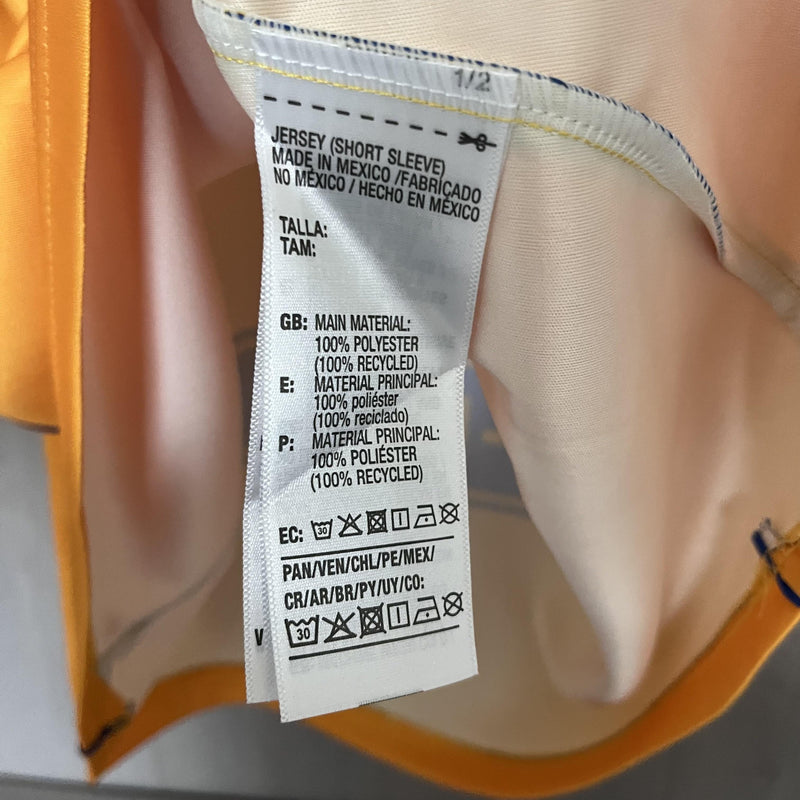 1/2
JERSEY (SHORT SLEEVE)
MADE IN MEXICO /FABRICADO
NO MÉXICO / HECHO EN MÉXICO
TALLA:
TAM:
GB: MAIN MATERIAL:
100% POLYESTER
(100% RECYCLED)
E: MATERIAL PRINCIPAL:
100% poliéster
(100% reciclado)
P: MATERIAL PRINCIPAL:
100% POLIÉSTER
(100% RECYCLED)
EC: 30
PAN/VEN/CHL/PE/MEX/
CR/AR/BR/PY/UY/CO:
30